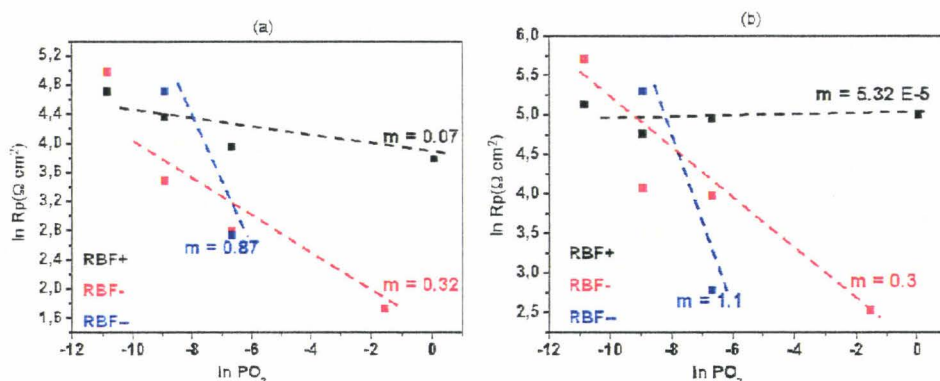 (a)
5,2
4,8
4,4
4,0
3,6
3,2
2,8
2,4
2,0
1,6
ln Rp(Ω cm²)
m = 0.07
m = 0.87
m = 0.32
RBF+
RBF-
RBF--
-12 -10 -8 -6 -4 -2 0
ln PO₂
(b)
6,0
5,5
5,0
4,5
4,0
3,5
3,0
2,5
ln Rp(Ω cm²)
m = 5.32 E-5
m = 0.3
m = 1.1
RBF+
RBF-
RBF--
-12 -10 -8 -6 -4 -2 0
ln PO₂